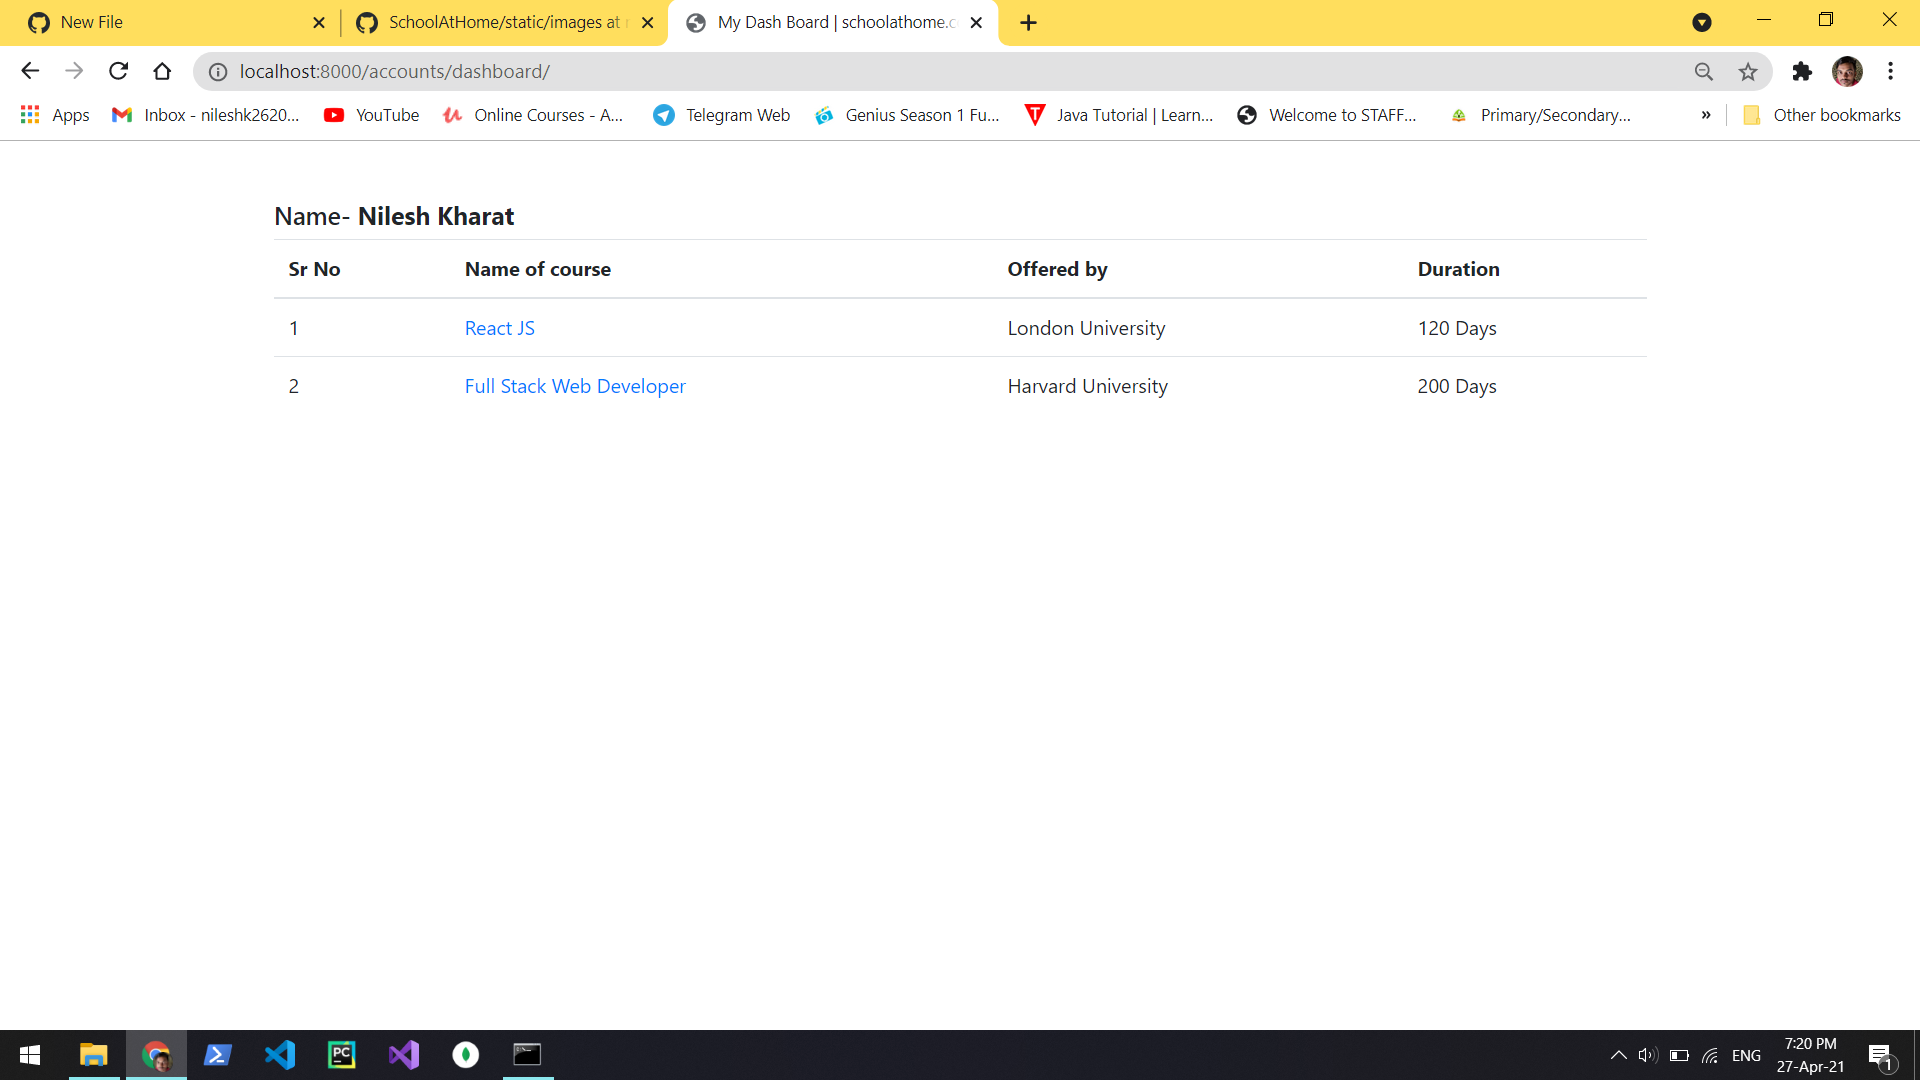 New File
SchoolAtHome/static/images at
My Dash Board | schoolathome.c
localhost:8000/accounts/dashboard/
Apps
Inbox - nileshk2620...
YouTube
Online Courses - A...
Telegram Web
Genius Season 1 Fu...
Java Tutorial | Learn...
Welcome to STAFF...
Primary/Secondary...
»
Other bookmarks
Name- Nilesh Kharat
Sr No Name of course Offered by Duration
1 React JS London University 120 Days
2 Full Stack Web Developer Harvard University 200 Days
PC
ENG
7:20 PM
27-Apr-21
1